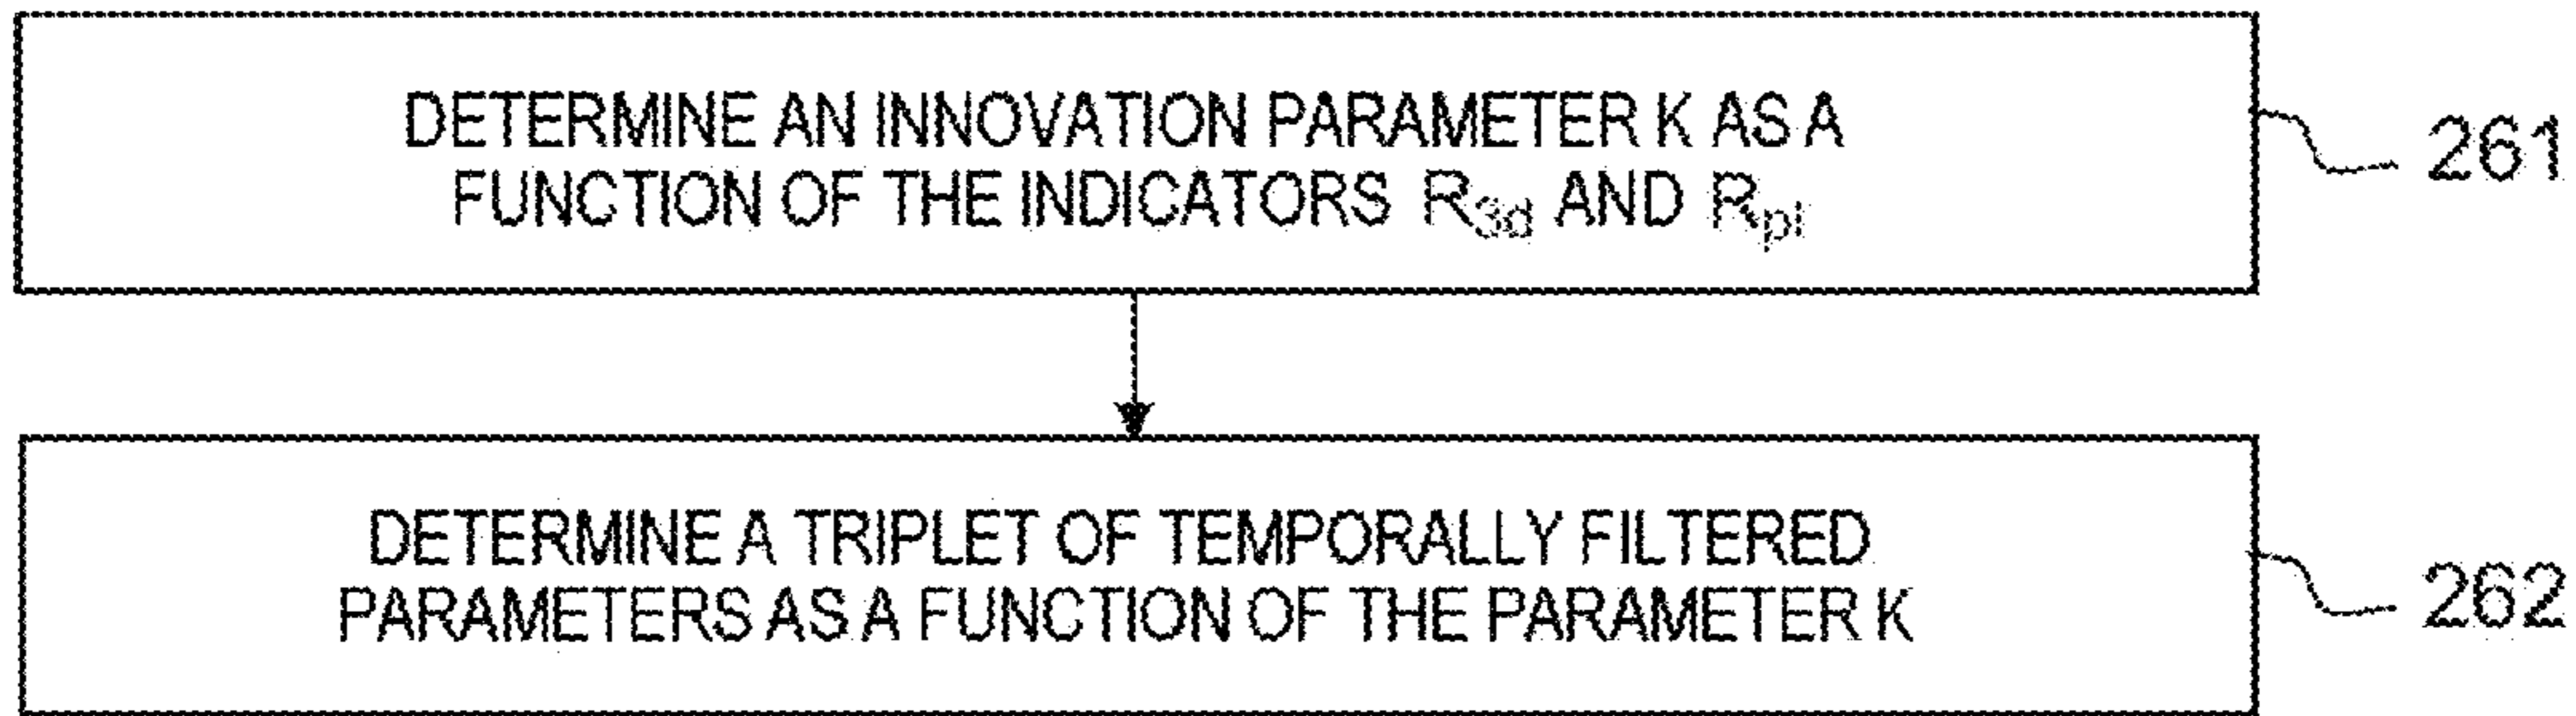 DETERMINE AN INNOVATION PARAMETER K AS A
FUNCTION OF THE INDICATORS R3d AND Rpl
261
DETERMINE A TRIPLET OF TEMPORALLY FILTERED
PARAMETERS AS A FUNCTION OF THE PARAMETER K
262